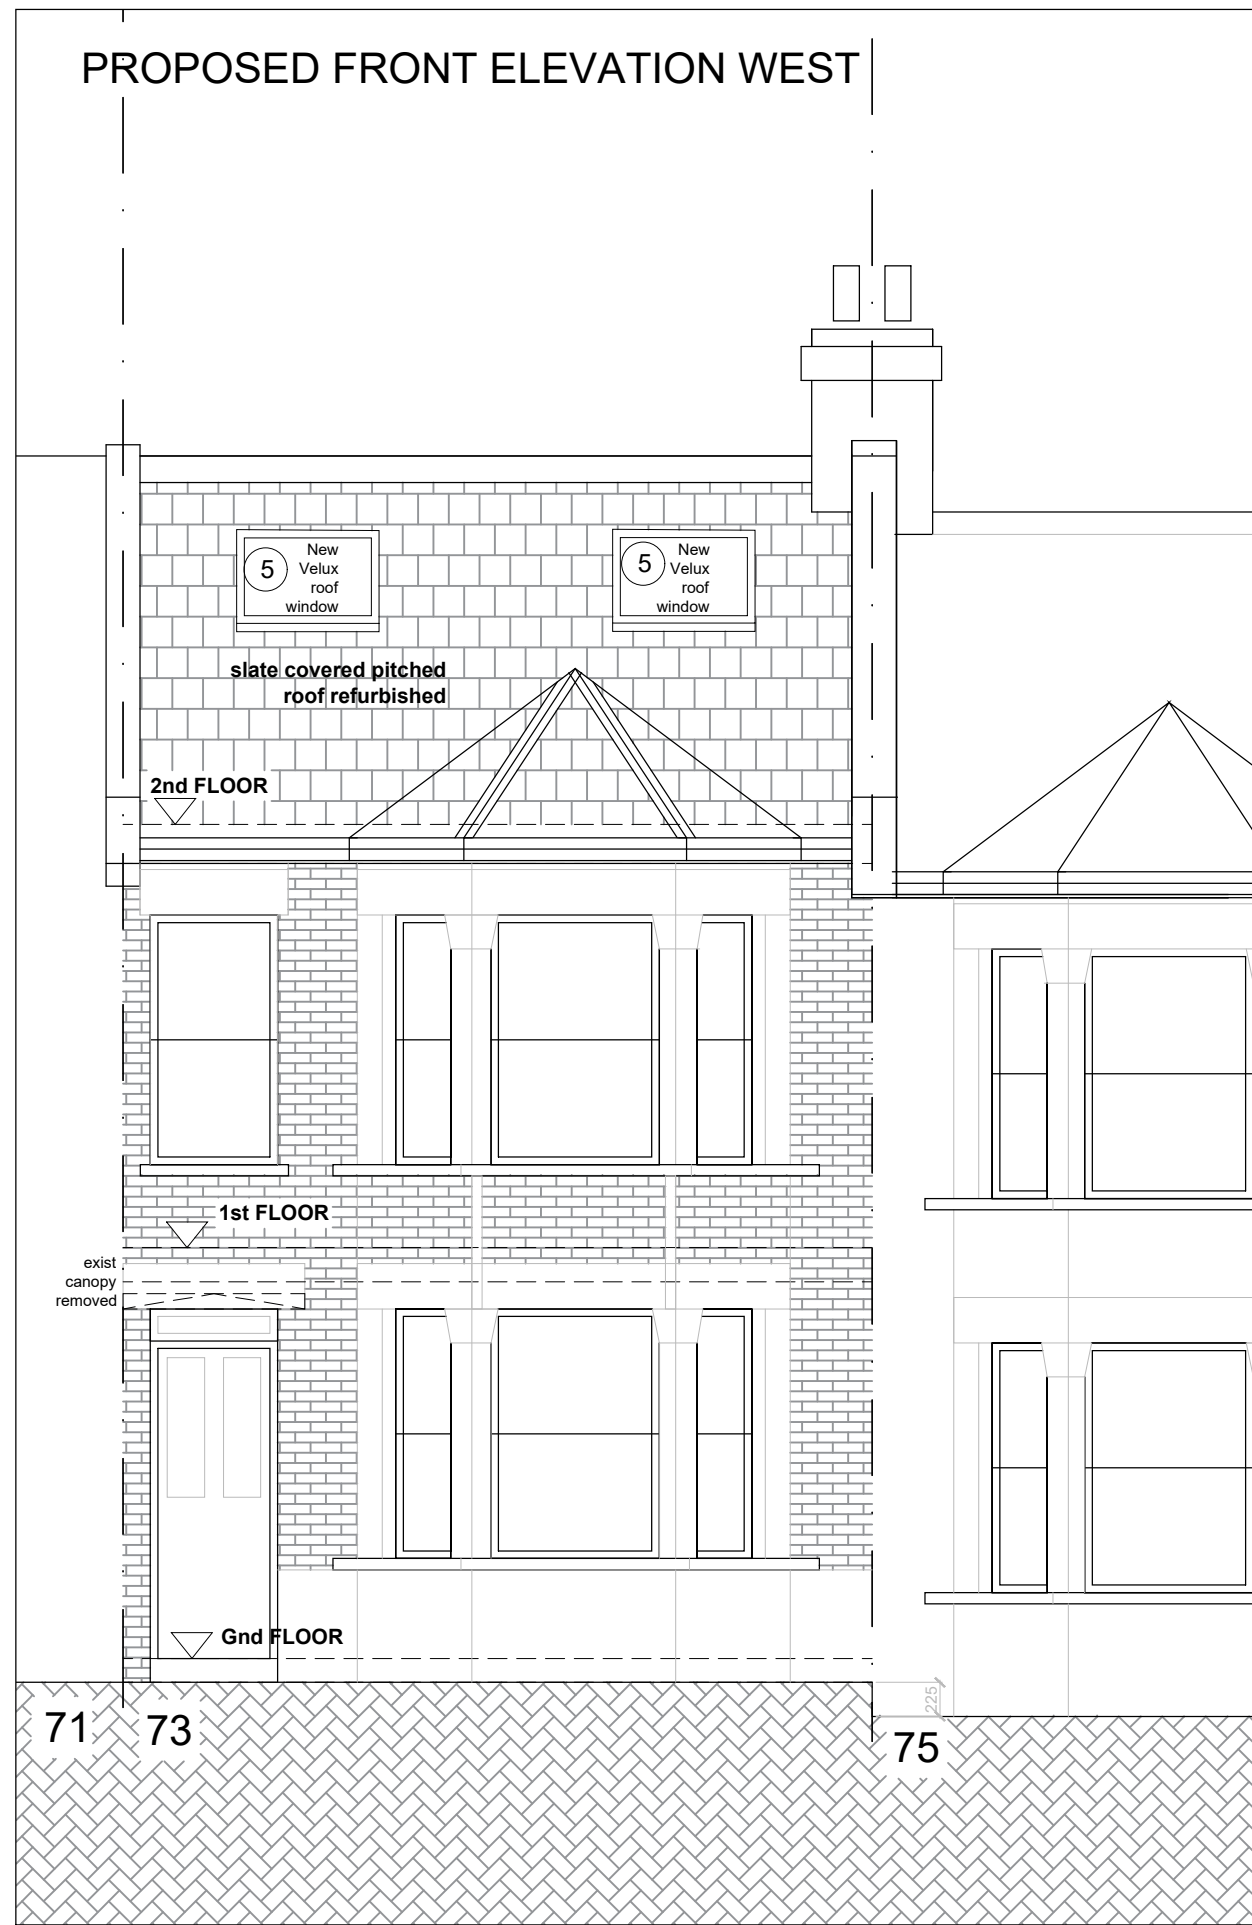 PROPOSED FRONT ELEVATION WEST
5
New
Velux
roof
window
5
New
Velux
roof
window
slate covered pitched
roof refurbished
2nd FLOOR
1st FLOOR
exist
canopy
removed
Gnd FLOOR
225
71
73
75